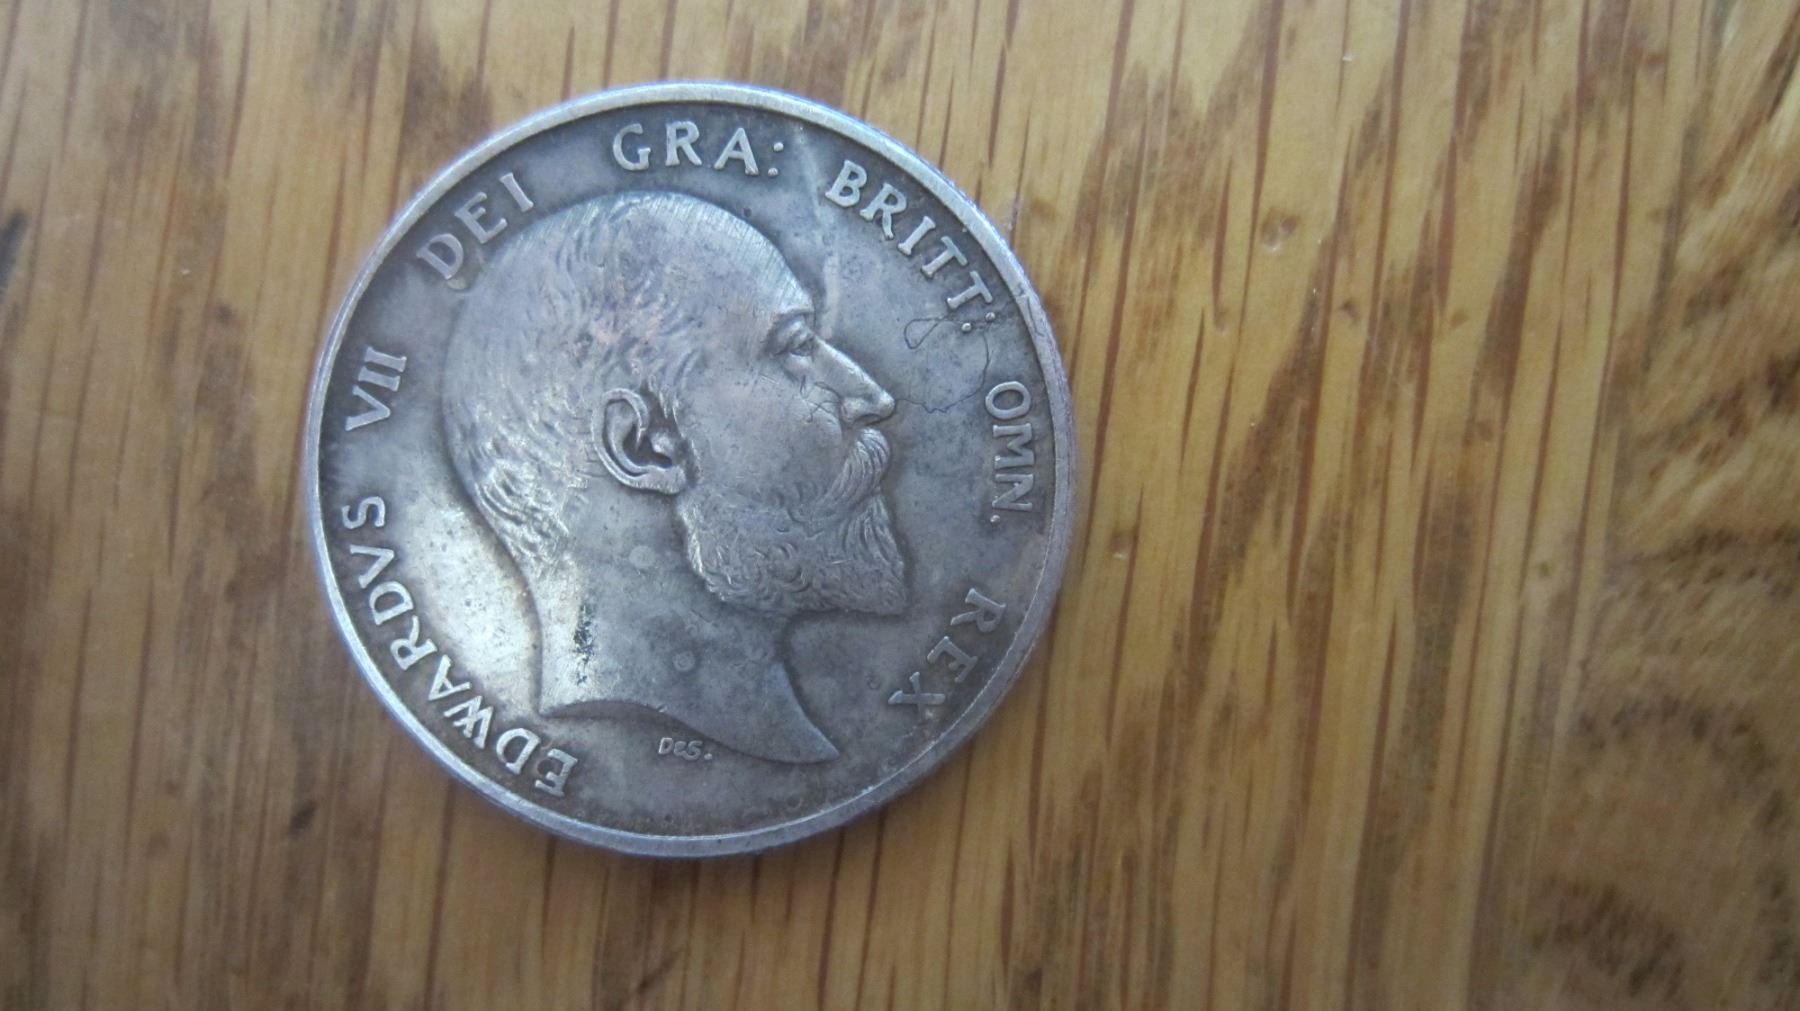 EDWARDVS VII DEI GRA: BRITT: OMN. REX
DES.